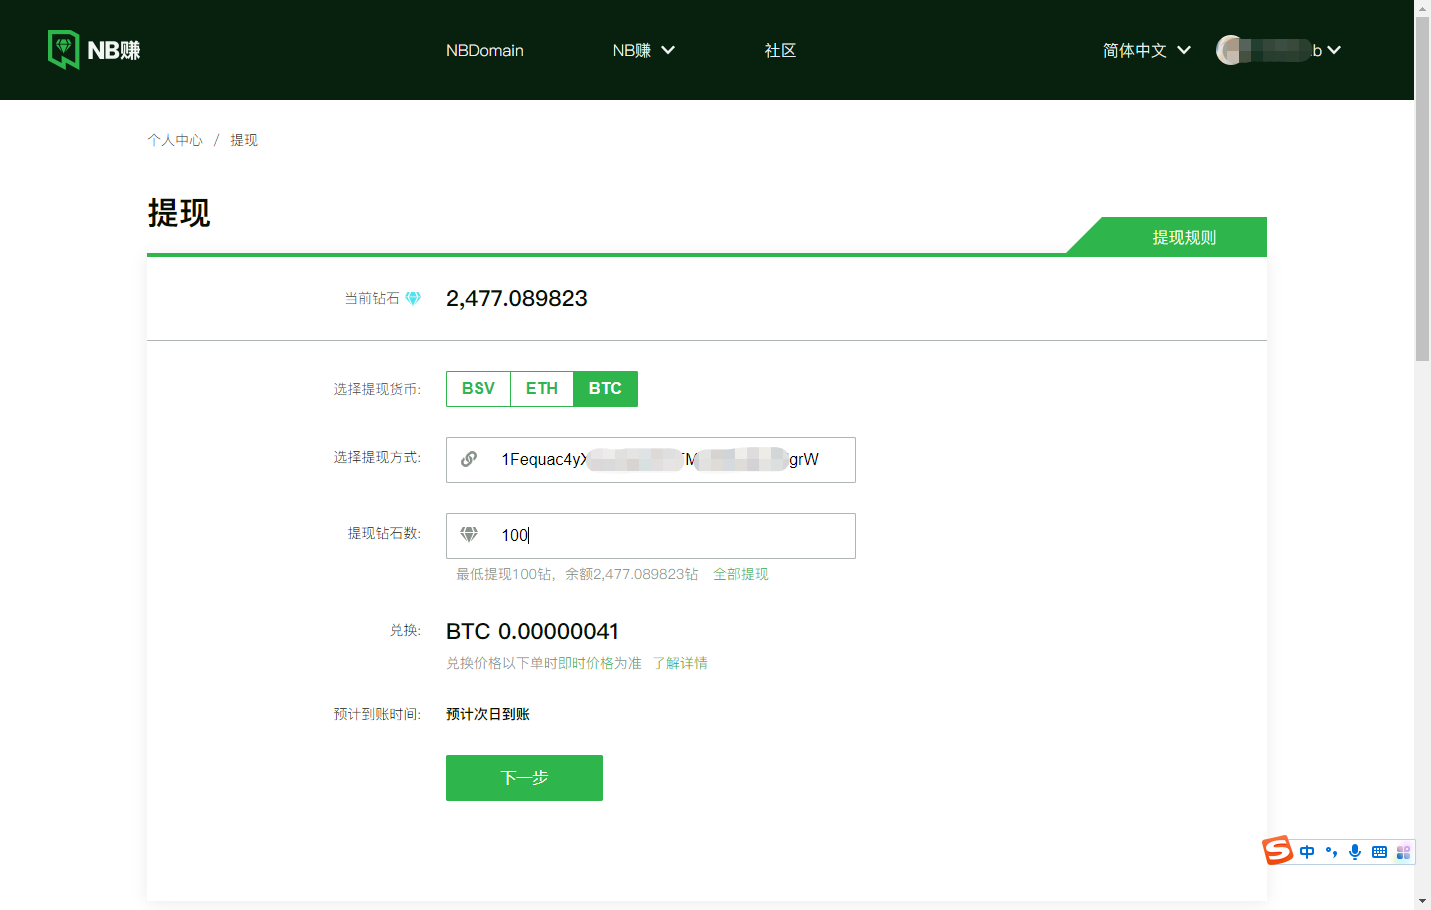 NB赚 NBDomain NB赚 社区 简体中文 .b
个人中心 / 提现
提现
提现规则
当前钻石 2,477.089823
选择提现货币: BSV ETH BTC
选择提现方式: 1Fequac4y grW
提现钻石数: 100
最低提现100钻，余额2,477.089823钻 全部提现
兑换: BTC 0.00000041
兑换价格以下单时即时价格为准 了解详情
预计到账时间: 预计次日到账
下一步
中